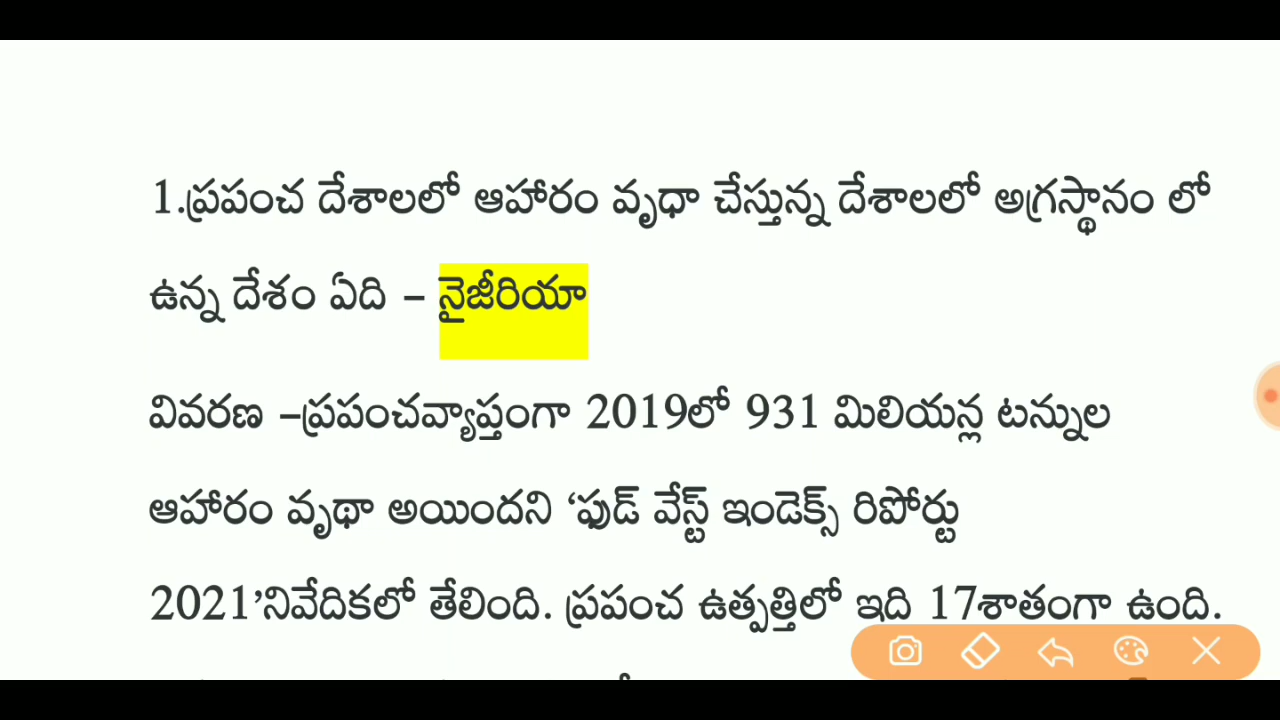 1.ప్రపంచ దేశాలలో ఆహారం వృధా చేస్తున్న దేశాలలో అగ్రస్థానం లో
ఉన్న దేశం ఏది – నైజీరియా
వివరణ –ప్రపంచవ్యాప్తంగా 2019లో 931 మిలియన్ల టన్నుల
ఆహారం వృథా అయిందని ‘ఫుడ్ వేస్ట్ ఇండెక్స్ రిపోర్టు
2021’నివేదికలో తేలింది. ప్రపంచ ఉత్పత్తిలో ఇది 17శాతంగా ఉంది.